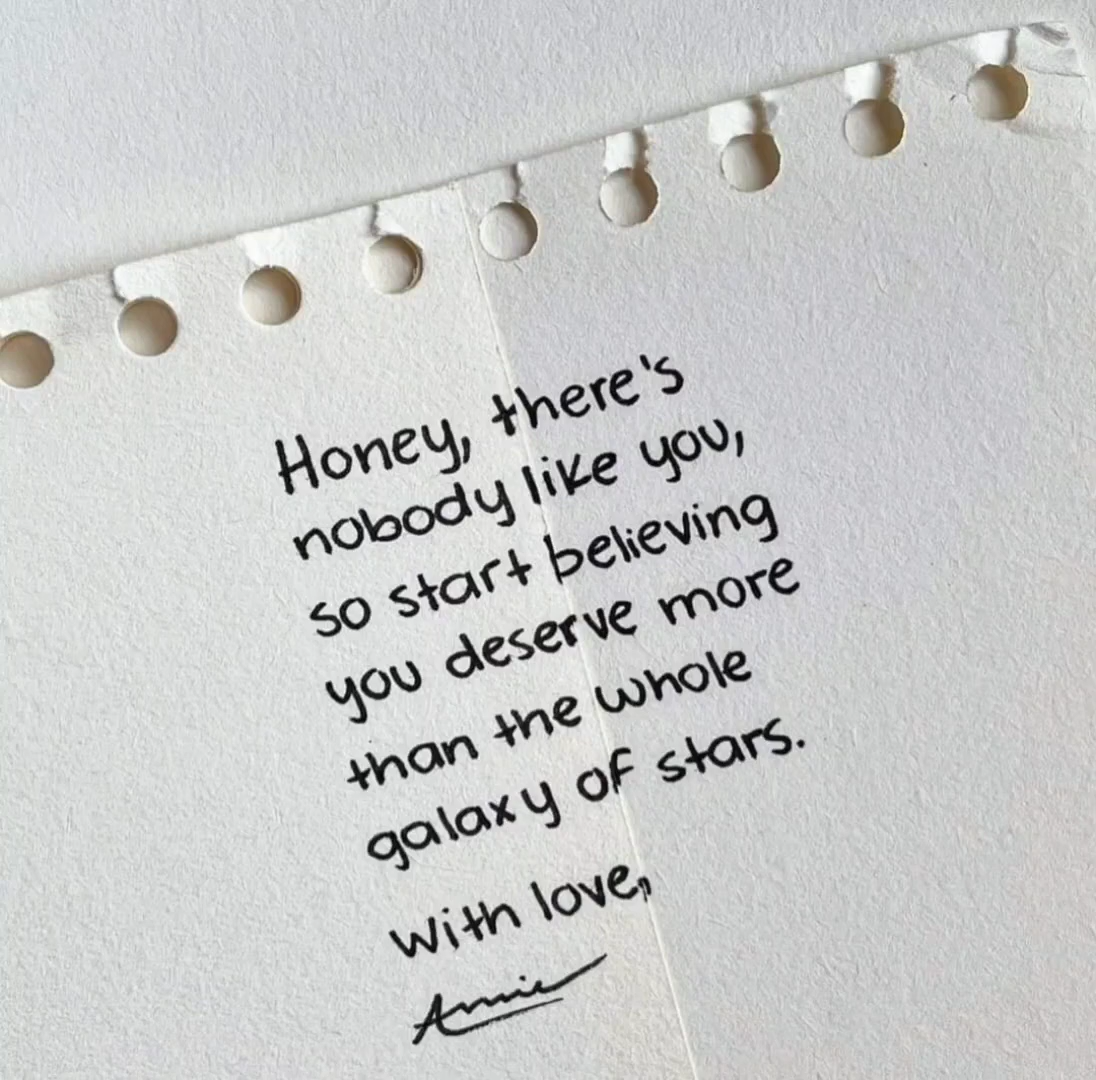 Honey, there's
nobody like you,
so start believing
you deserve more
than the whole
galaxy of stars.
With love,
Annie